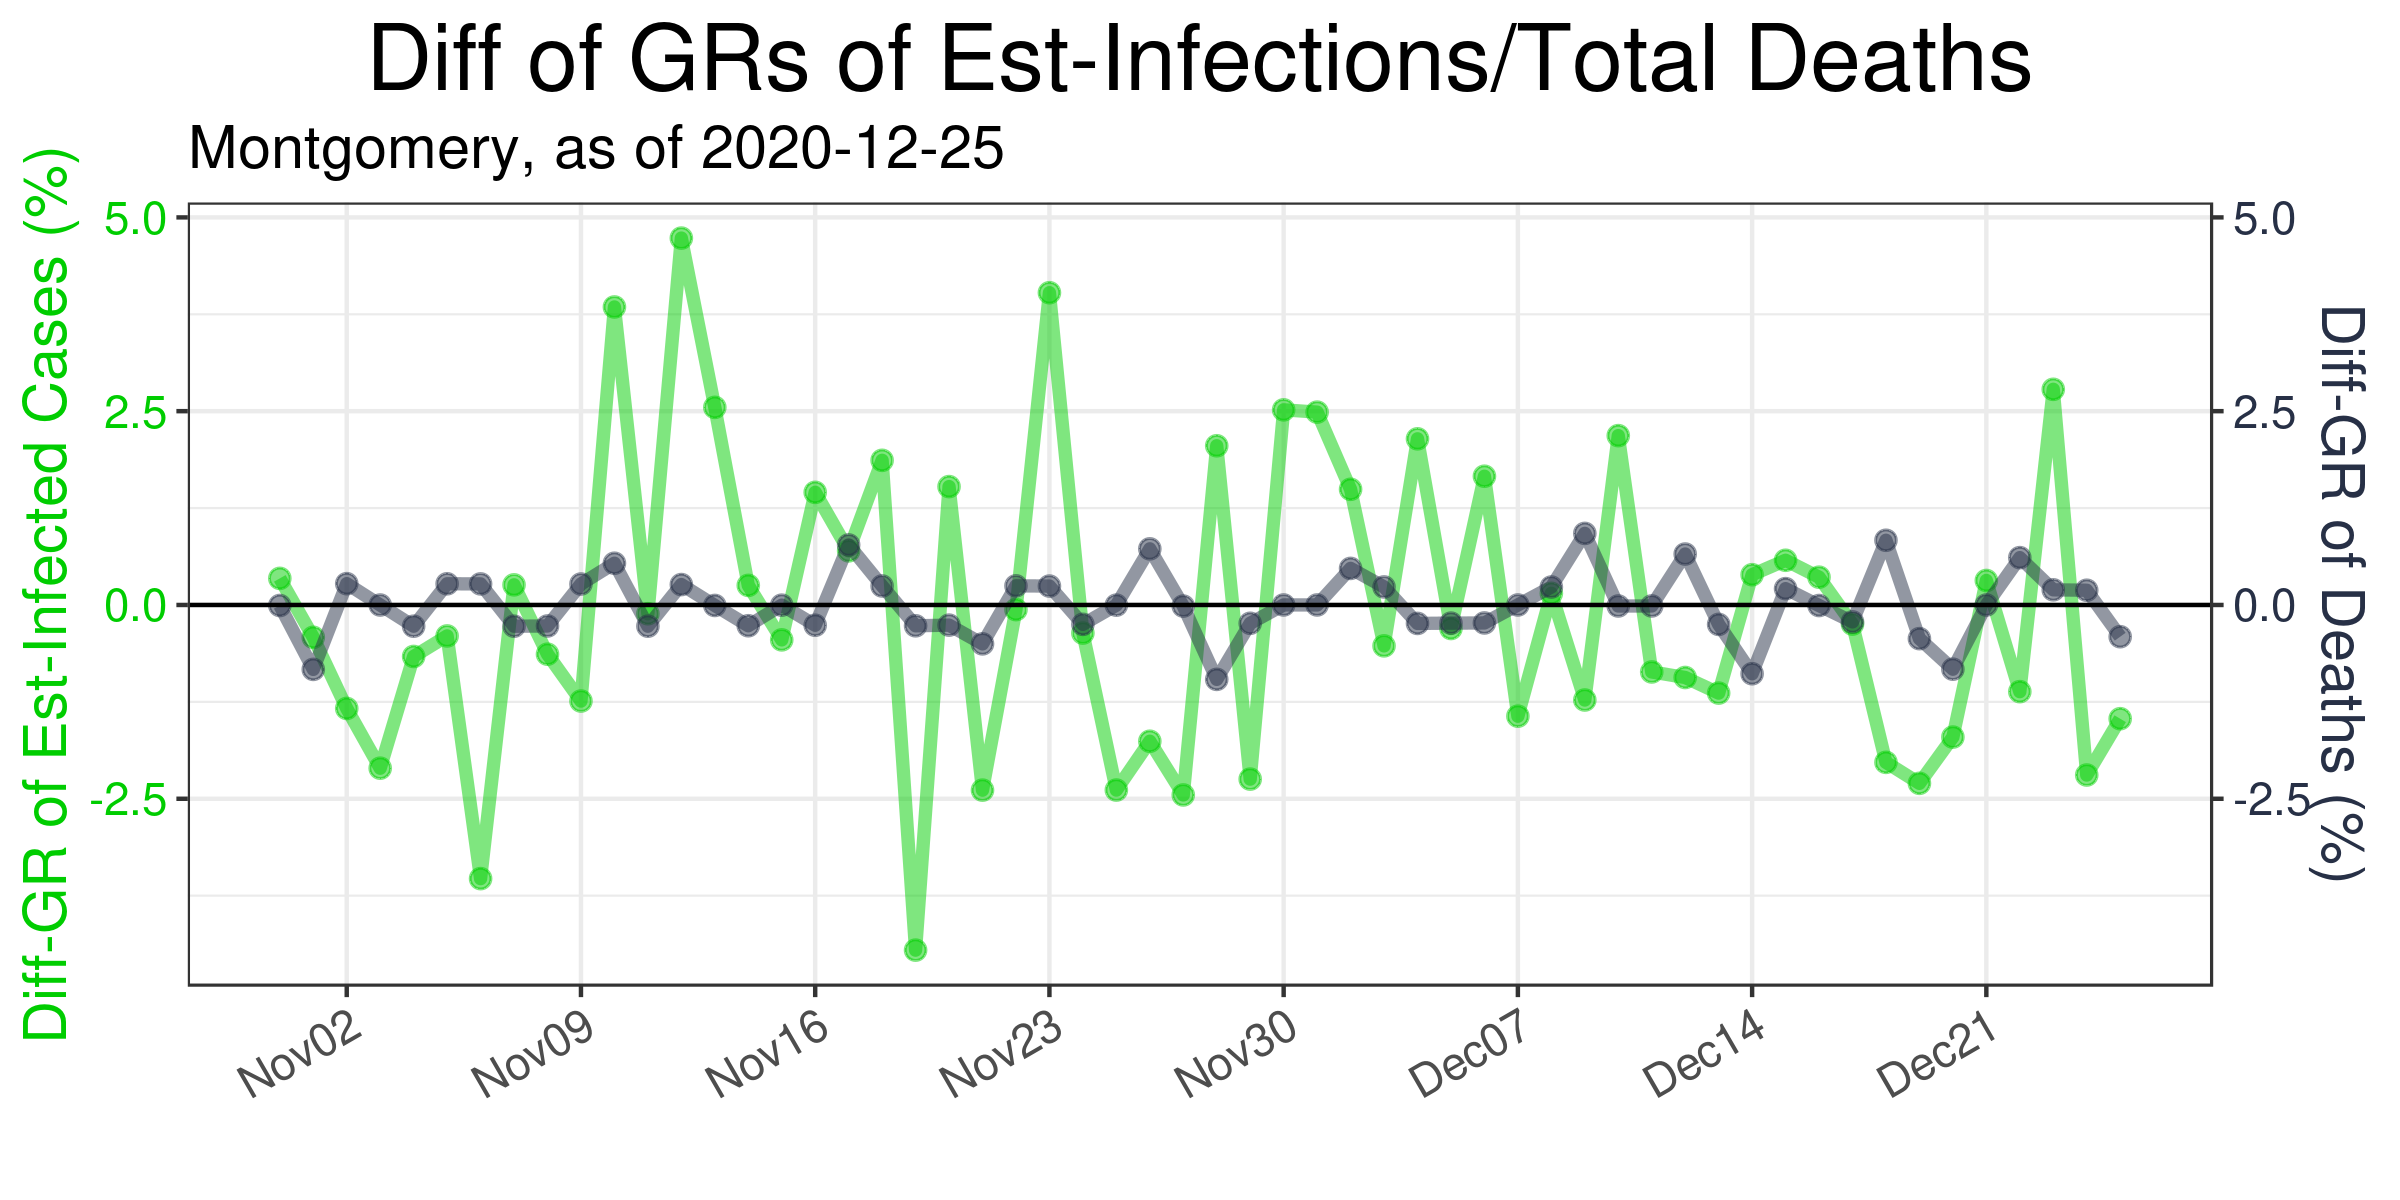 Diff of GRs of Est-Infections/Total Deaths
Montgomery, as of 2020-12-25
Diff-GR of Est-Infected Cases (%)
5.0
2.5
0.0
-2.5
5.0
2.5
0.0
-2.5
Diff-GR of Deaths (%)
Nov02
Nov09
Nov16
Nov23
Nov30
Dec07
Dec14
Dec21